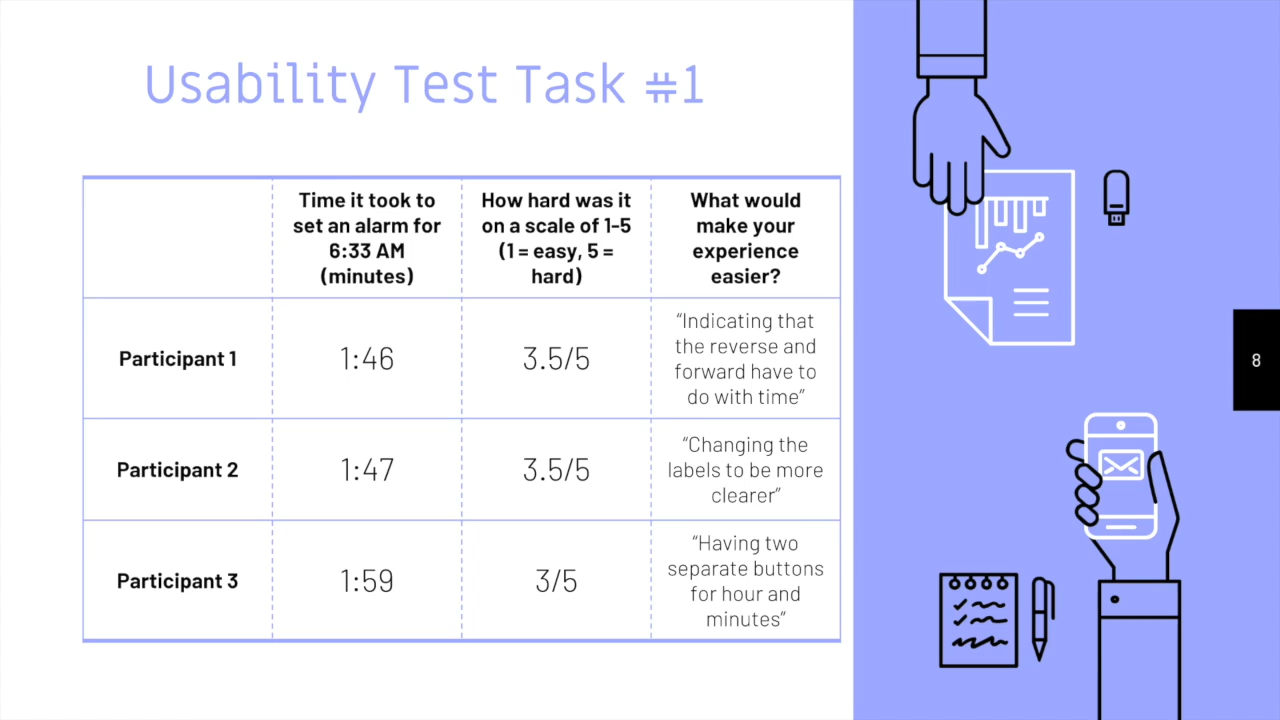 Usability Test Task #1
Time it took to
set an alarm for
6:33 AM
(minutes)
How hard was it
on a scale of 1-5
(1 = easy, 5 =
hard)
What would
make your
experience
easier?
Participant 1
1:46
3.5/5
“Indicating that
the reverse and
forward have to
do with time”
Participant 2
1:47
3.5/5
“Changing the
labels to be more
clearer”
Participant 3
1:59
3/5
“Having two
separate buttons
for hour and
minutes”
8